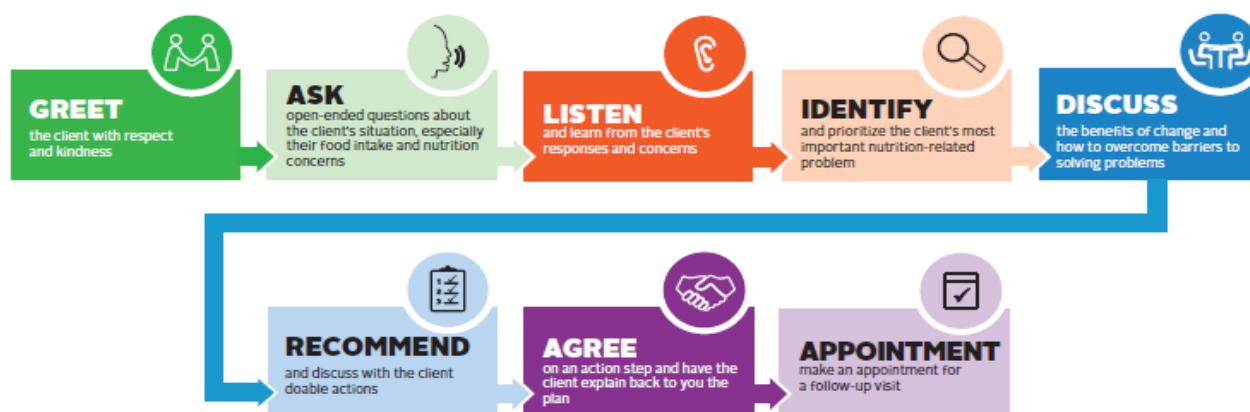 GREET
the client with respect
and kindness
ASK
open-ended questions about
the client's situation, especially
their food intake and nutrition
concerns
LISTEN
and learn from the client's
responses and concerns
IDENTIFY
and prioritize the client's most
important nutrition-related
problem
DISCUSS
the benefits of change and
how to overcome barriers to
solving problems
RECOMMEND
and discuss with the client
doable actions
AGREE
on an action step and have the
client explain back to you the
plan
APPOINTMENT
make an appointment for
a follow-up visit